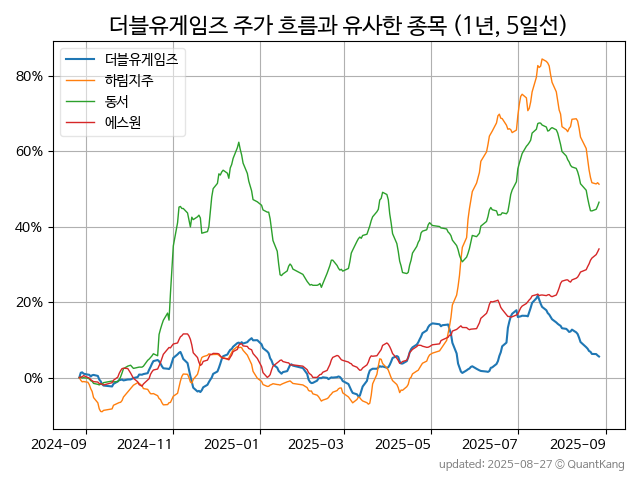 더블유게임즈 주가 흐름과 유사한 종목 (1년, 5일선)
더블유게임즈
하림지주
동서
에스원
80%
60%
40%
20%
0%
2024-09 2024-11 2025-01 2025-03 2025-05 2025-07 2025-09
updated: 2025-08-27 © QuantKang